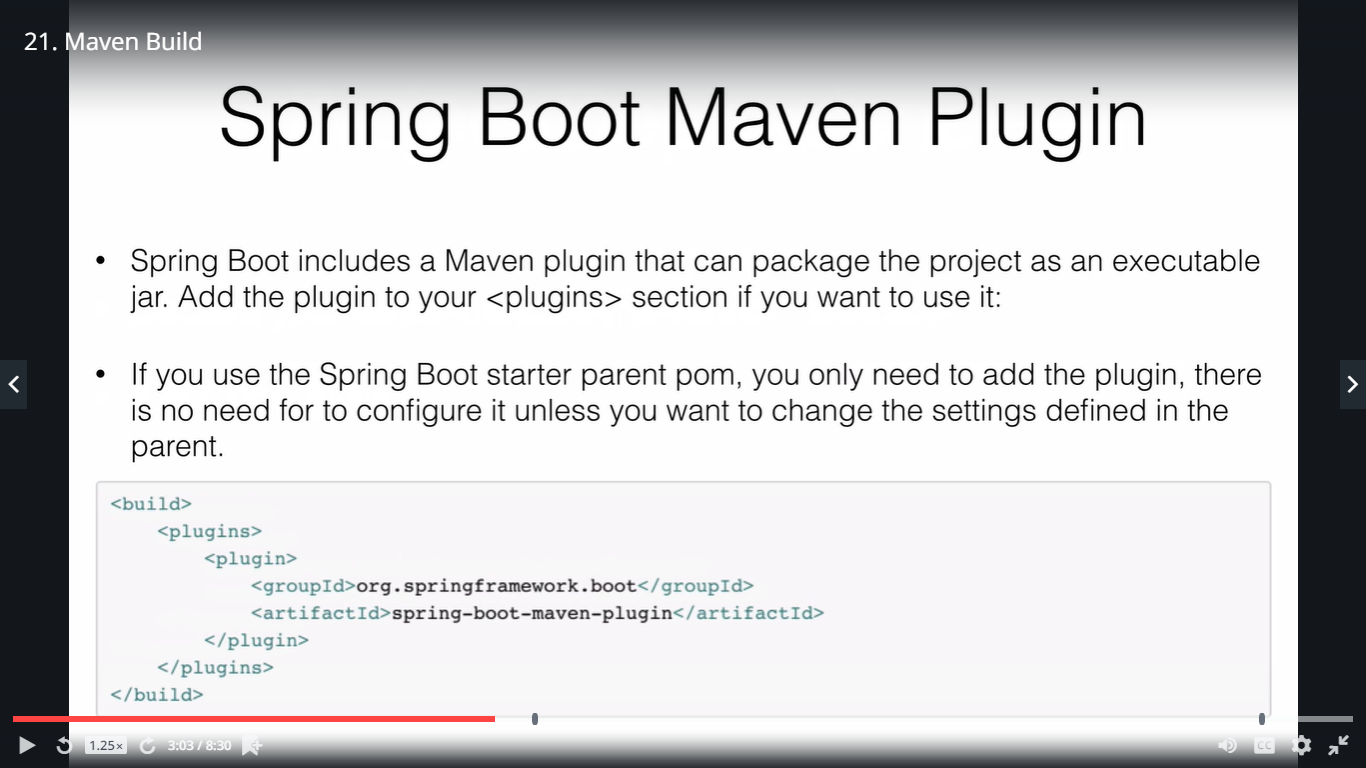 21. Maven Build
Spring Boot Maven Plugin
• Spring Boot includes a Maven plugin that can package the project as an executable
jar. Add the plugin to your <plugins> section if you want to use it:
• If you use the Spring Boot starter parent pom, you only need to add the plugin, there
is no need for to configure it unless you want to change the settings defined in the
parent.
<build>
    <plugins>
        <plugin>
            <groupId>org.springframework.boot</groupId>
            <artifactId>spring-boot-maven-plugin</artifactId>
        </plugin>
    </plugins>
</build>
1.25× 3:03 / 8:30 CC